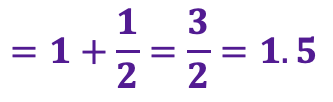 = 1 + 1/2 = 3/2 = 1.5